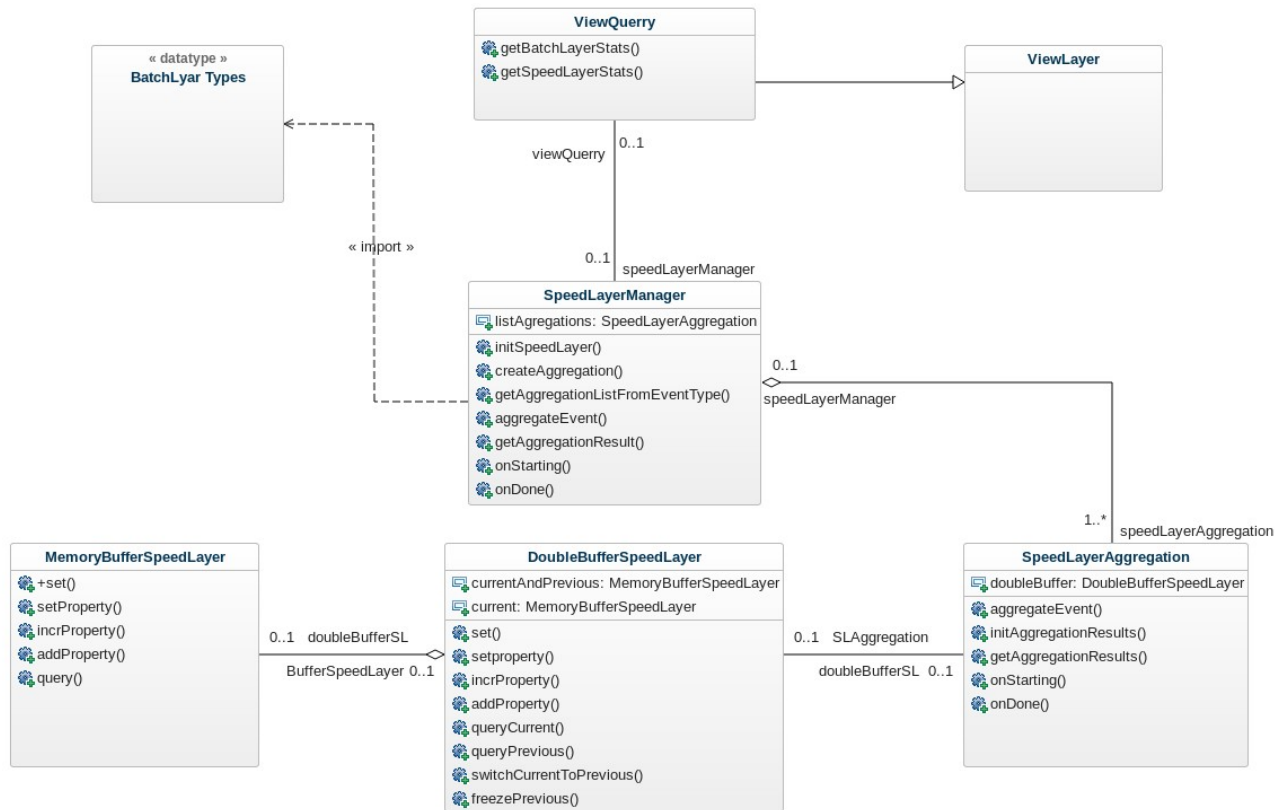 ViewQuerry
getBatchLayerStats()
getSpeedLayerStats()
« datatype »
BatchLyar Types
ViewLayer
0..1
viewQuerry
« import »
0..1
speedLayerManager
SpeedLayerManager
listAgregations: SpeedLayerAggregation
initSpeedLayer()
createAggregation()
getAggregationListFromEventType()
aggregateEvent()
getAggregationResult()
onStarting()
onDone()
0..1
speedLayerManager
1..*
speedLayerAggregation
MemoryBufferSpeedLayer
+set()
setProperty()
incrProperty()
addProperty()
query()
0..1 doubleBufferSL
BufferSpeedLayer 0..1
DoubleBufferSpeedLayer
currentAndPrevious: MemoryBufferSpeedLayer
current: MemoryBufferSpeedLayer
set()
setproperty()
incrProperty()
addProperty()
queryCurrent()
queryPrevious()
switchCurrentToPrevious()
freezePrevious()
0..1 SLAggregation
doubleBufferSL 0..1
SpeedLayerAggregation
doubleBuffer: DoubleBufferSpeedLayer
aggregateEvent()
initAggregationResults()
getAggregationResults()
onStarting()
onDone()